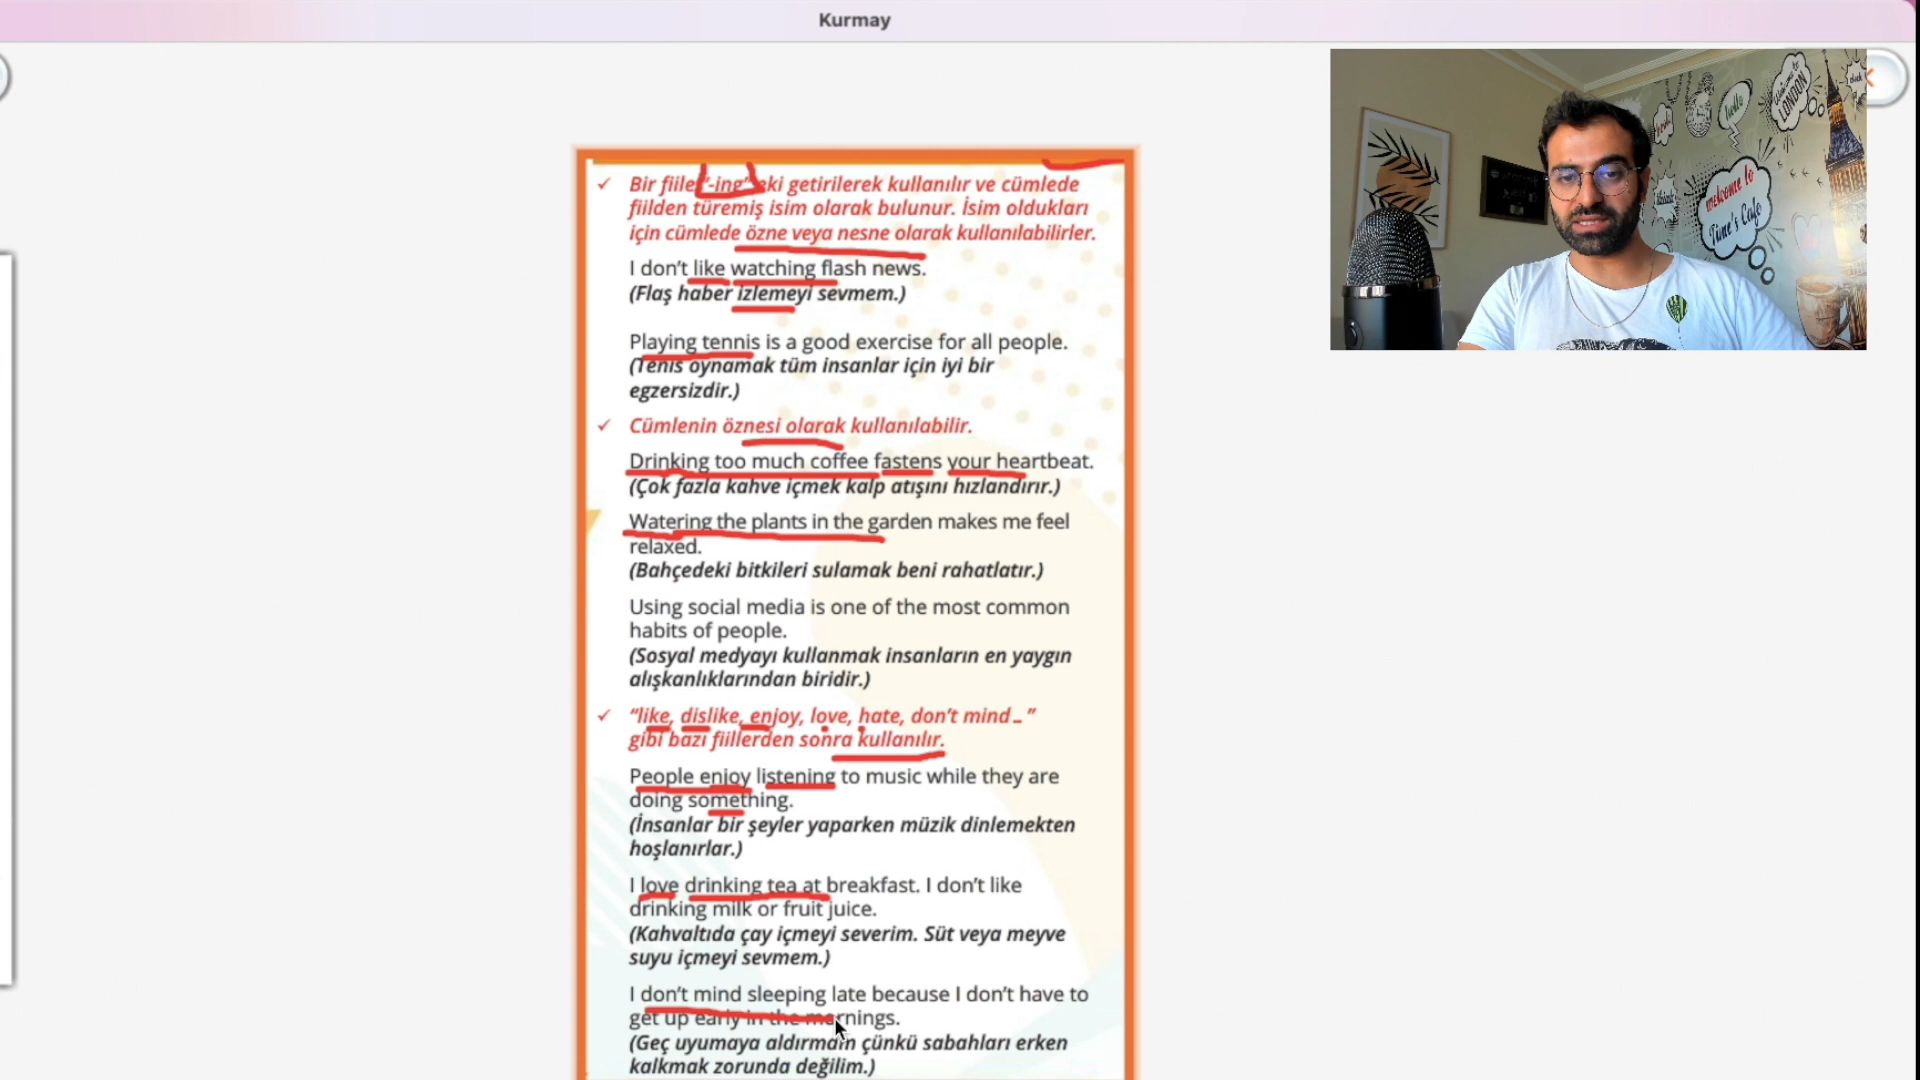 Kurmay
✓ Bir fiile “-ing” eki getirilerek kullanılır ve cümlede
fiilden türemiş isim olarak bulunur. İsim oldukları
için cümlede özne veya nesne olarak kullanılabilirler.
I don’t like watching flash news.
(Flaş haber izlemeyi sevmem.)
Playing tennis is a good exercise for all people.
(Tenis oynamak tüm insanlar için iyi bir
egzersizdir.)
✓ Cümlenin öznesi olarak kullanılabilir.
Drinking too much coffee fastens your heartbeat.
(Çok fazla kahve içmek kalp atışını hızlandırır.)
Watering the plants in the garden makes me feel
relaxed.
(Bahçedeki bitkileri sulamak beni rahatlatır.)
Using social media is one of the most common
habits of people.
(Sosyal medyayı kullanmak insanların en yaygın
alışkanlıklarından biridir.)
✓ “like, dislike, enjoy, love, hate, don’t mind…”
gibi bazı fiillerden sonra kullanılır.
People enjoy listening to music while they are
doing something.
(İnsanlar bir şeyler yaparken müzik dinlemekten
hoşlanırlar.)
I love drinking tea at breakfast. I don’t like
drinking milk or fruit juice.
(Kahvaltıda çay içmeyi severim. Süt veya meyve
suyu içmeyi sevmem.)
I don’t mind sleeping late because I don’t have to
get up early in the mornings.
(Geç uyumaya aldırmam çünkü sabahları erken
kalkmak zorunda değilim.)
Welcome to
LONDON
hello
welcome to
Time's Cafe